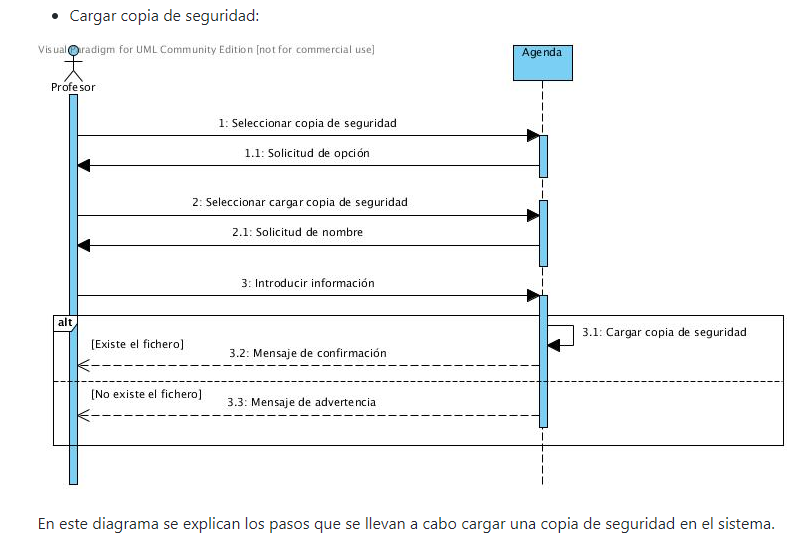 Cargar copia de seguridad:
Visual Paradigm for UML Community Edition [not for commercial use]
Agenda
Profesor
1: Seleccionar copia de seguridad
1.1: Solicitud de opción
2: Seleccionar cargar copia de seguridad
2.1: Solicitud de nombre
3: Introducir información
alt
3.1: Cargar copia de seguridad
[Existe el fichero]
3.2: Mensaje de confirmación
[No existe el fichero]
3.3: Mensaje de advertencia
En este diagrama se explican los pasos que se llevan a cabo cargar una copia de seguridad en el sistema.